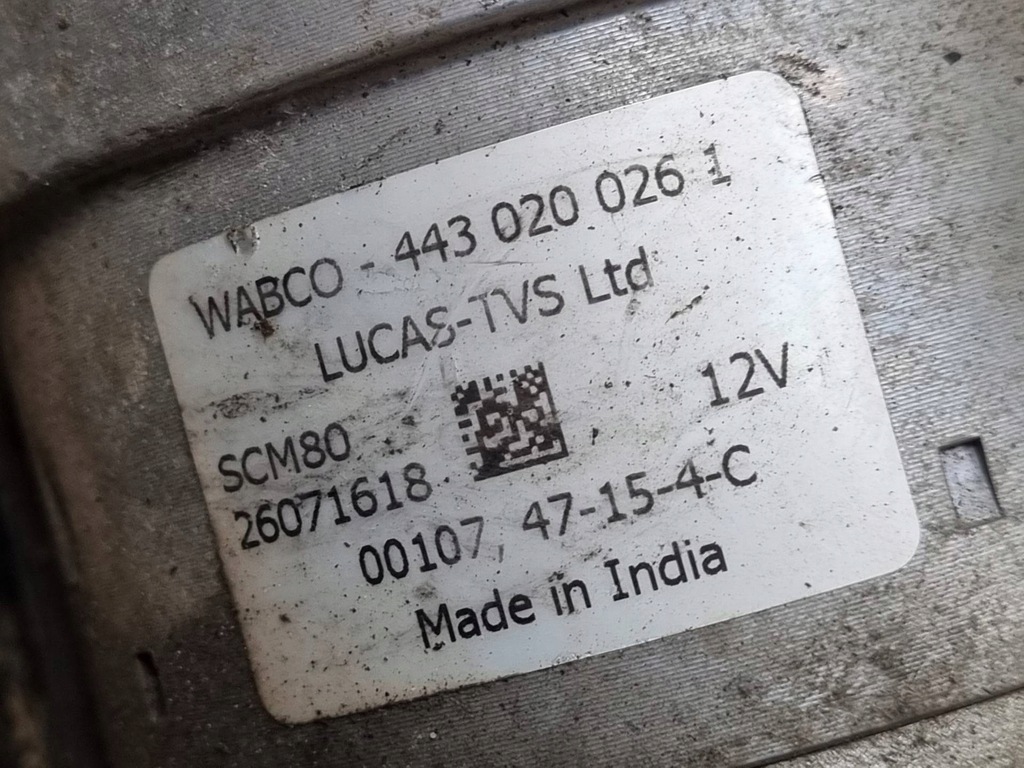 WABCO - 443 020 026 1
LUCAS-TVS Ltd
SCM80
12V
26071618
00107, 47-15-4-C
Made in India